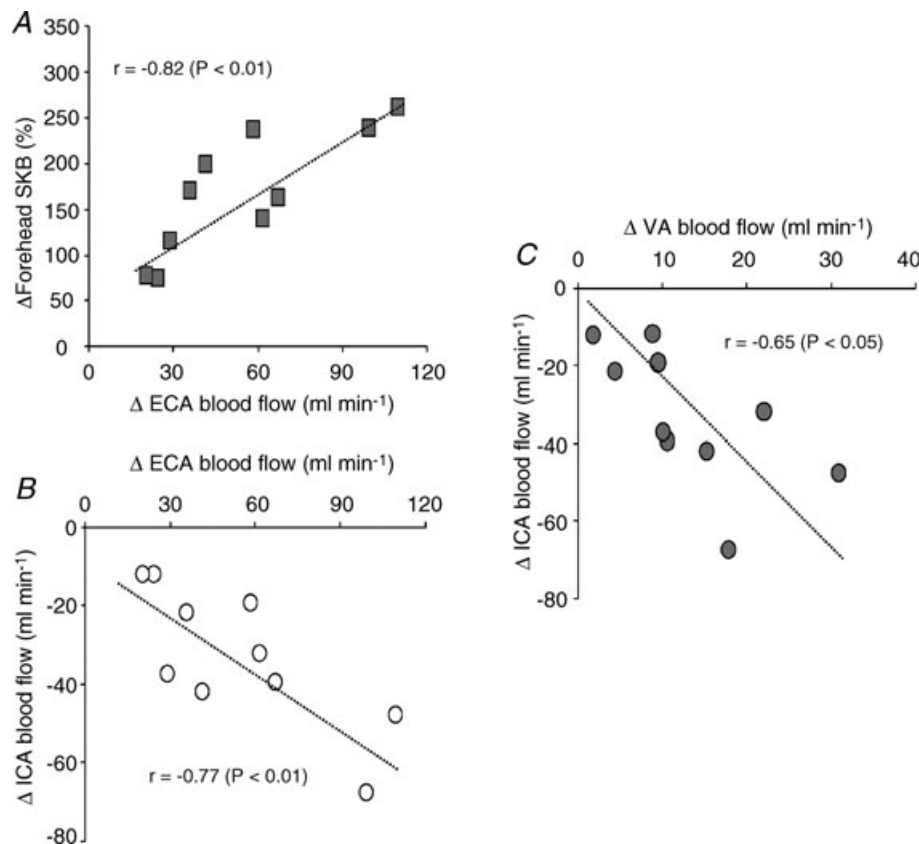 A
350
300
250
200
150
100
50
0
ΔForehead SKB (%)
r = -0.82 (P < 0.01)
0 30 60 90 120
Δ ECA blood flow (ml min⁻¹)
B
Δ ECA blood flow (ml min⁻¹)
0 30 60 90 120
0
-20
-40
-60
-80
Δ ICA blood flow (ml min⁻¹)
r = -0.77 (P < 0.01)
C
Δ VA blood flow (ml min⁻¹)
0 10 20 30 40
0
-20
-40
-60
-80
Δ ICA blood flow (ml min⁻¹)
r = -0.65 (P < 0.05)